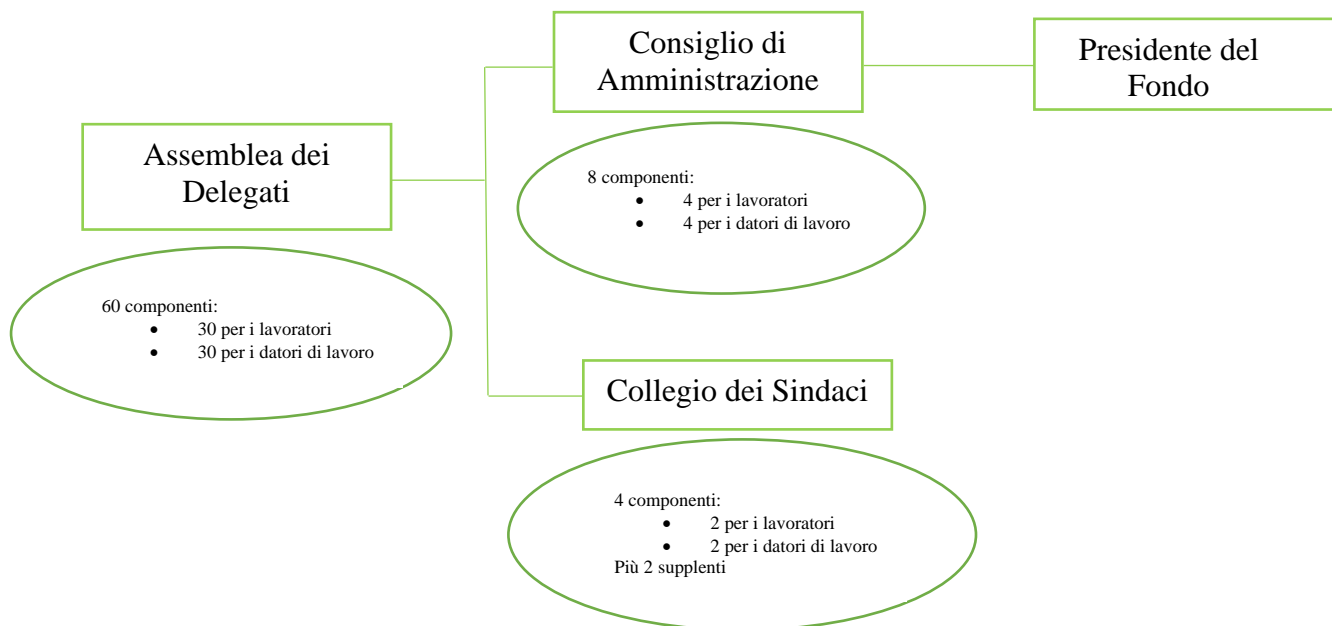 Consiglio di
Amministrazione
Presidente del
Fondo
Assemblea dei
Delegati
8 componenti:
• 4 per i lavoratori
• 4 per i datori di lavoro
60 componenti:
• 30 per i lavoratori
• 30 per i datori di lavoro
Collegio dei Sindaci
4 componenti:
• 2 per i lavoratori
• 2 per i datori di lavoro
Più 2 supplenti